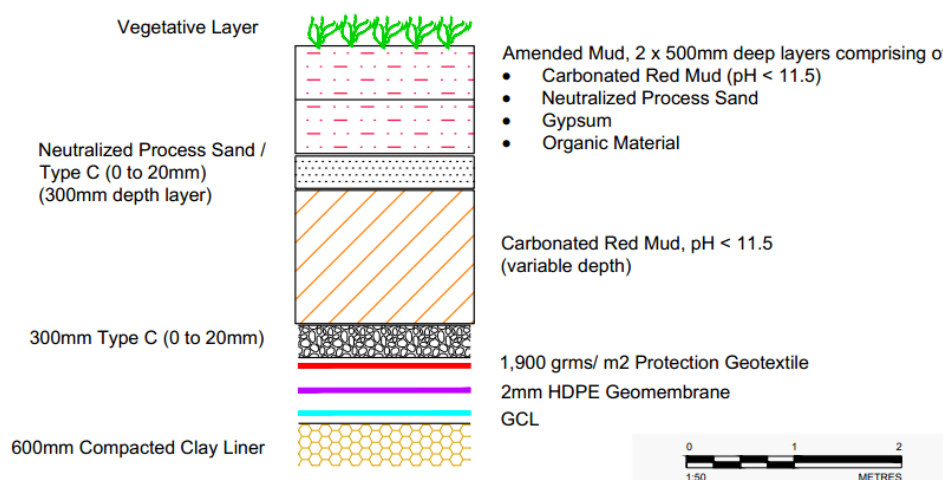 Vegetative Layer
Amended Mud, 2 x 500mm deep layers comprising o
• Carbonated Red Mud (pH < 11.5)
• Neutralized Process Sand
• Gypsum
• Organic Material
Neutralized Process Sand /
Type C (0 to 20mm)
(300mm depth layer)
Carbonated Red Mud, pH < 11.5
(variable depth)
300mm Type C (0 to 20mm)
1,900 grms/ m2 Protection Geotextile
2mm HDPE Geomembrane
GCL
600mm Compacted Clay Liner
0 1 2
1:50 METRES